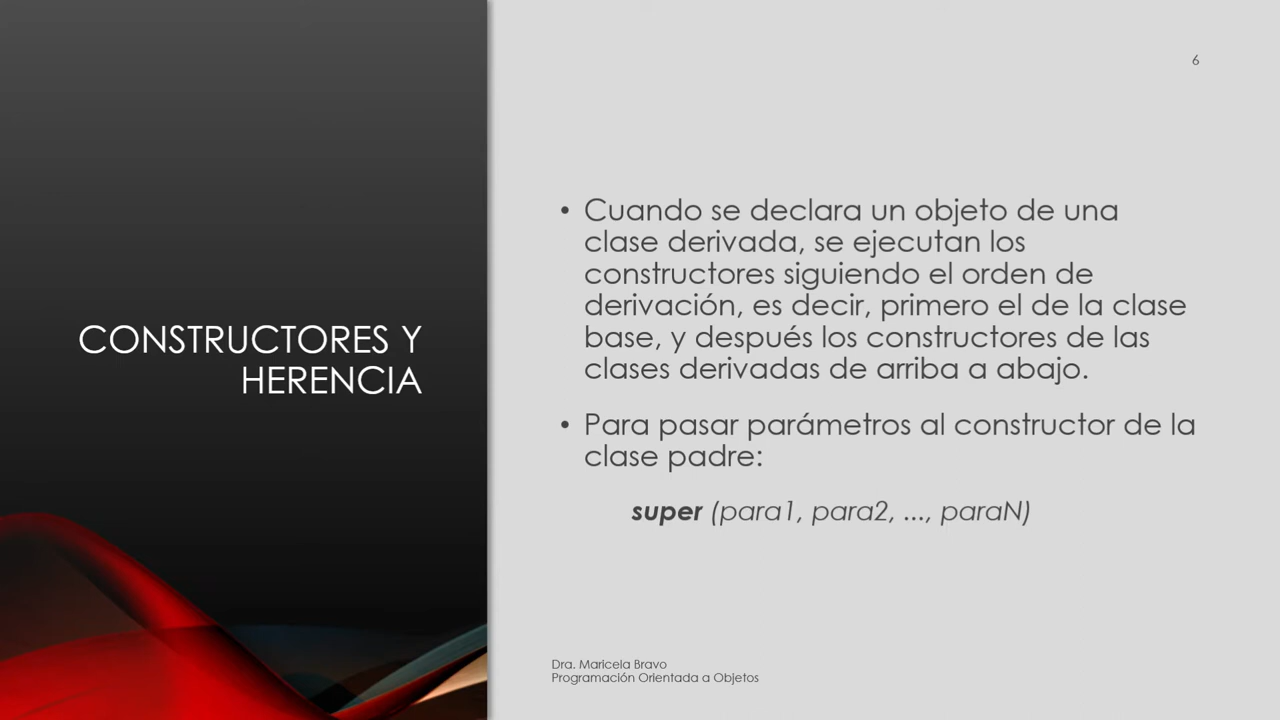 CONSTRUCTORES Y
HERENCIA
6
• Cuando se declara un objeto de una
clase derivada, se ejecutan los
constructores siguiendo el orden de
derivación, es decir, primero el de la clase
base, y después los constructores de las
clases derivadas de arriba a abajo.
• Para pasar parámetros al constructor de la
clase padre:
super (para1, para2, ..., paraN)
Dra. Maricela Bravo
Programación Orientada a Objetos